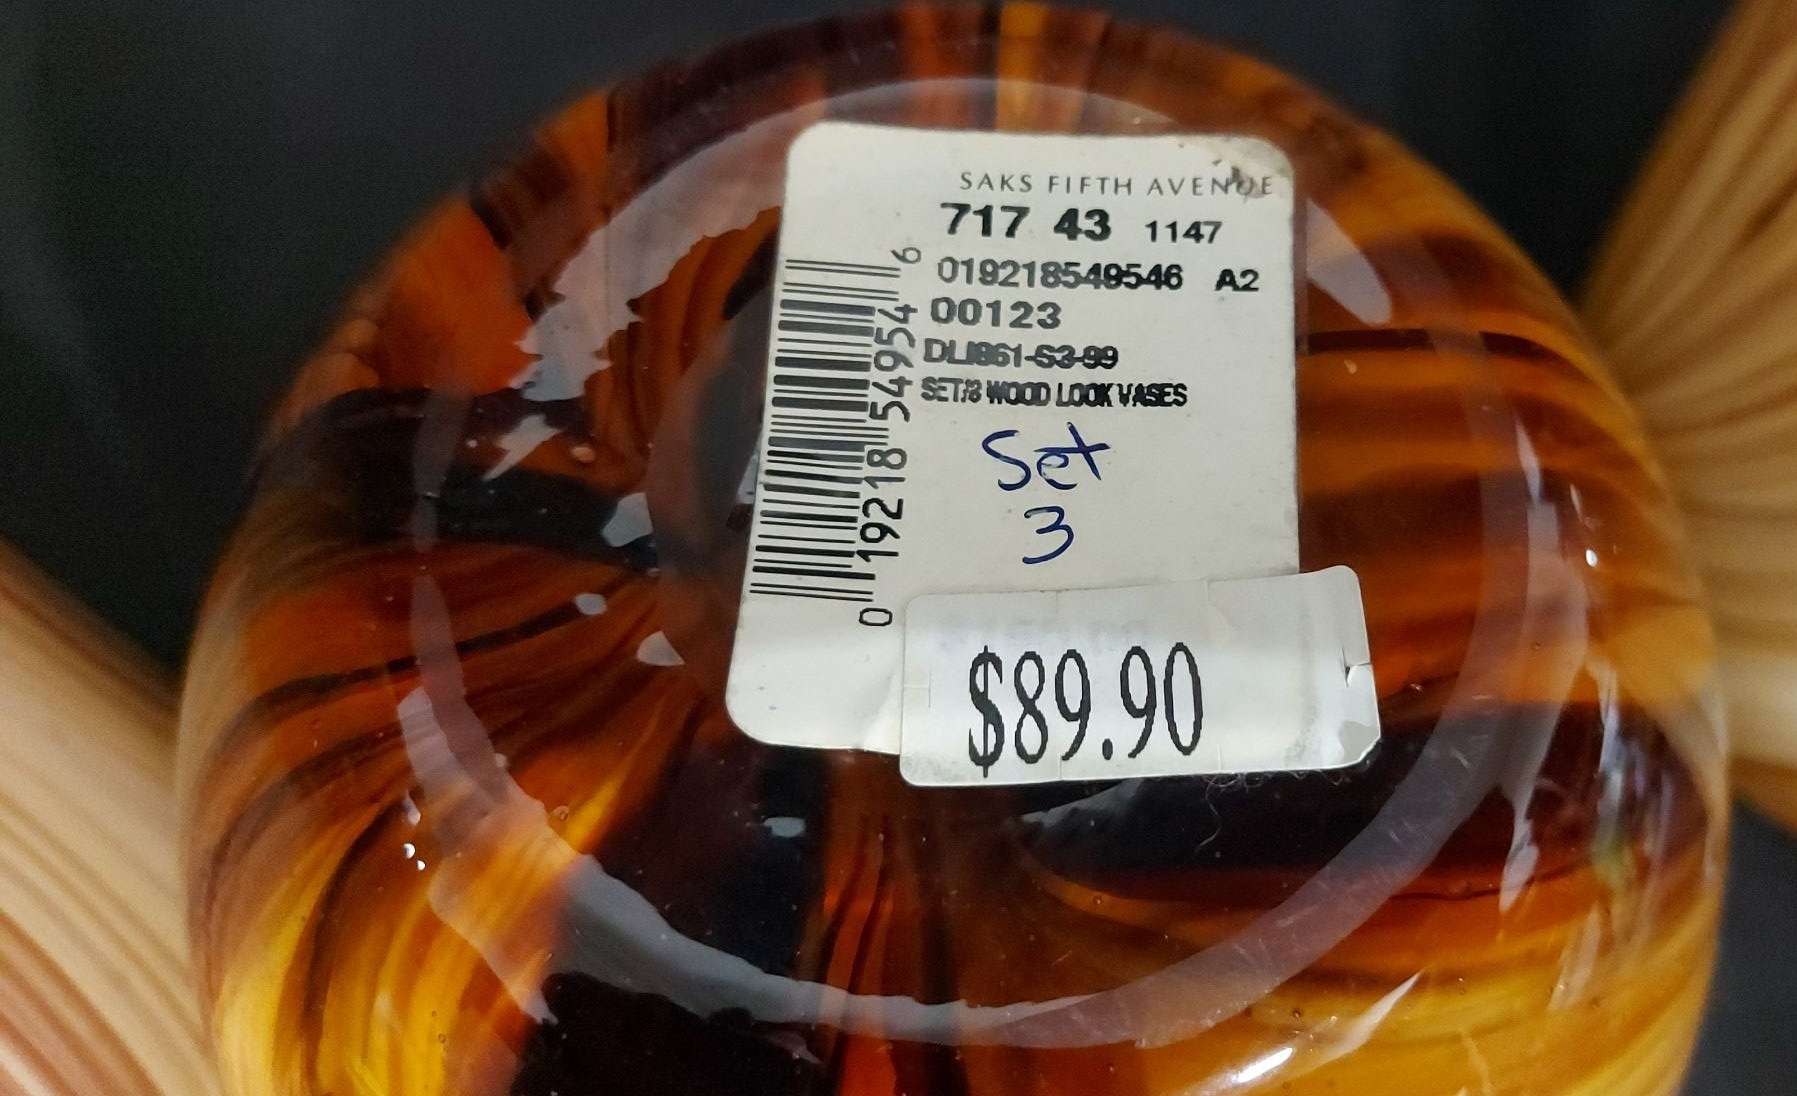 SAKS FIFTH AVENUE
717 43 1147
019218549546 A2
00123
DLI861-S3-99
SET/3 WOOD LOOK VASES
Set
3
$89.90
0 19218 54954 6